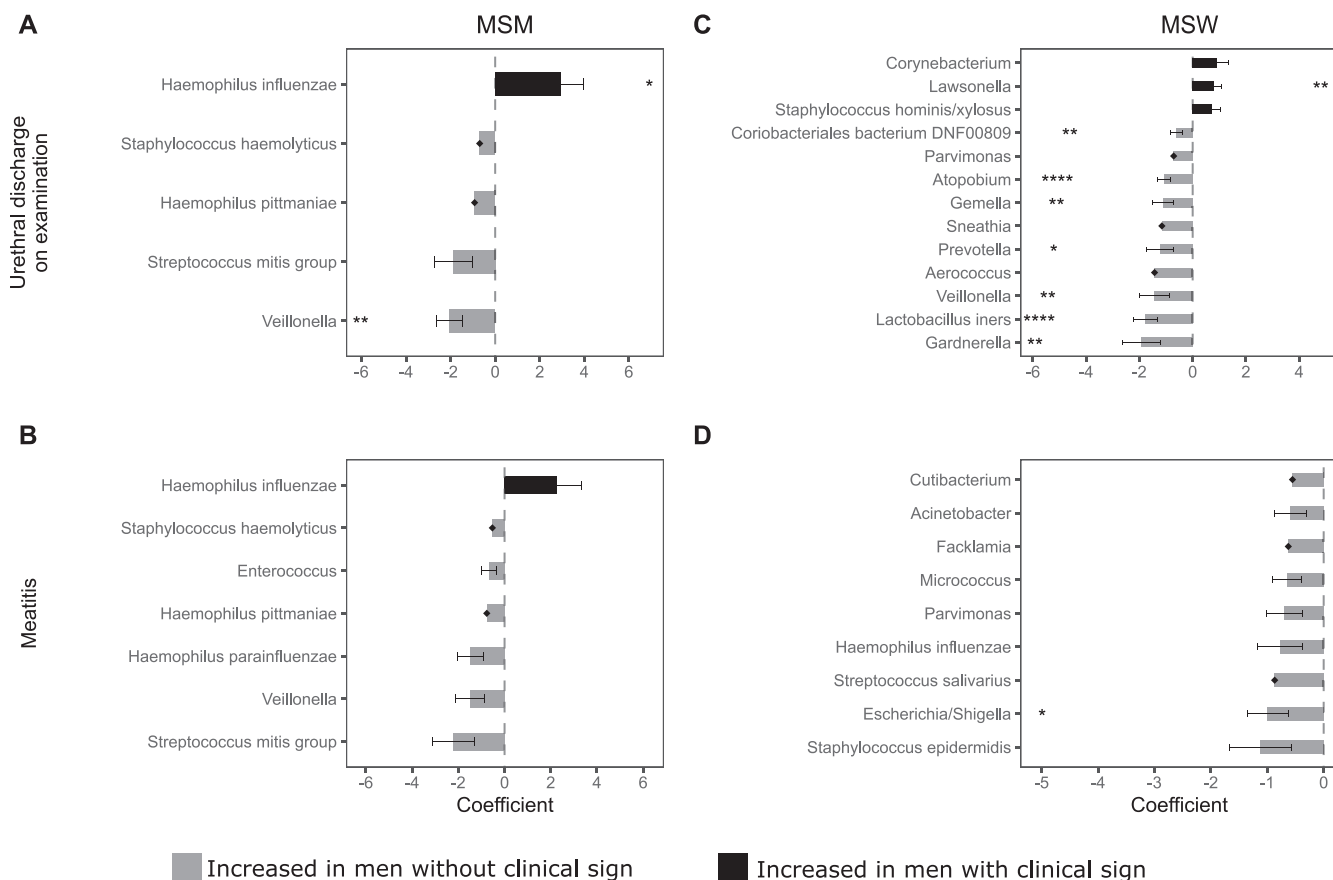 A
MSM
Urethral discharge
on examination
Haemophilus influenzae
*
Staphylococcus haemolyticus
Haemophilus pittmaniae
Streptococcus mitis group
Veillonella
**
-6 -4 -2 0 2 4 6
C
MSW
Corynebacterium
Lawsonella
**
Staphylococcus hominis/xylosus
Coriobacteriales bacterium DNF00809
**
Parvimonas
Atopobium
****
Gemella
**
Sneathia
Prevotella
*
Aerococcus
Veillonella
**
Lactobacillus iners
****
Gardnerella
**
-6 -4 -2 0 2 4
B
Meatitis
Haemophilus influenzae
Staphylococcus haemolyticus
Enterococcus
Haemophilus pittmaniae
Haemophilus parainfluenzae
Veillonella
Streptococcus mitis group
-6 -4 -2 0 2 4 6
Coefficient
D
Cutibacterium
Acinetobacter
Facklamia
Micrococcus
Parvimonas
Haemophilus influenzae
Streptococcus salivarius
Escherichia/Shigella
*
Staphylococcus epidermidis
-5 -4 -3 -2 -1 0
Coefficient
Increased in men without clinical sign
Increased in men with clinical sign